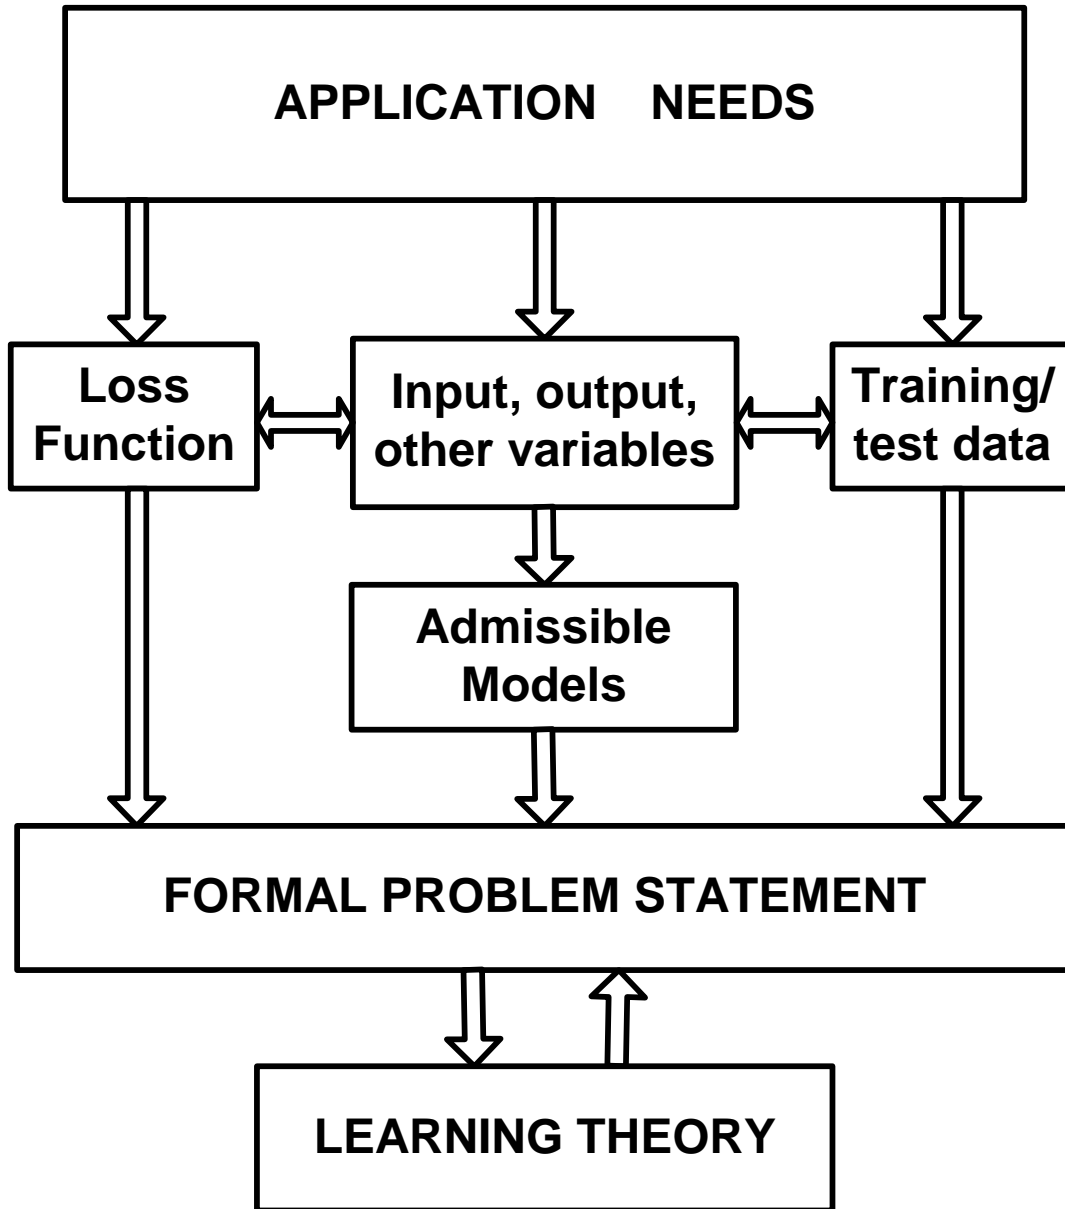 APPLICATION NEEDS
Loss
Function
Input, output,
other variables
Training/
test data
Admissible
Models
FORMAL PROBLEM STATEMENT
LEARNING THEORY